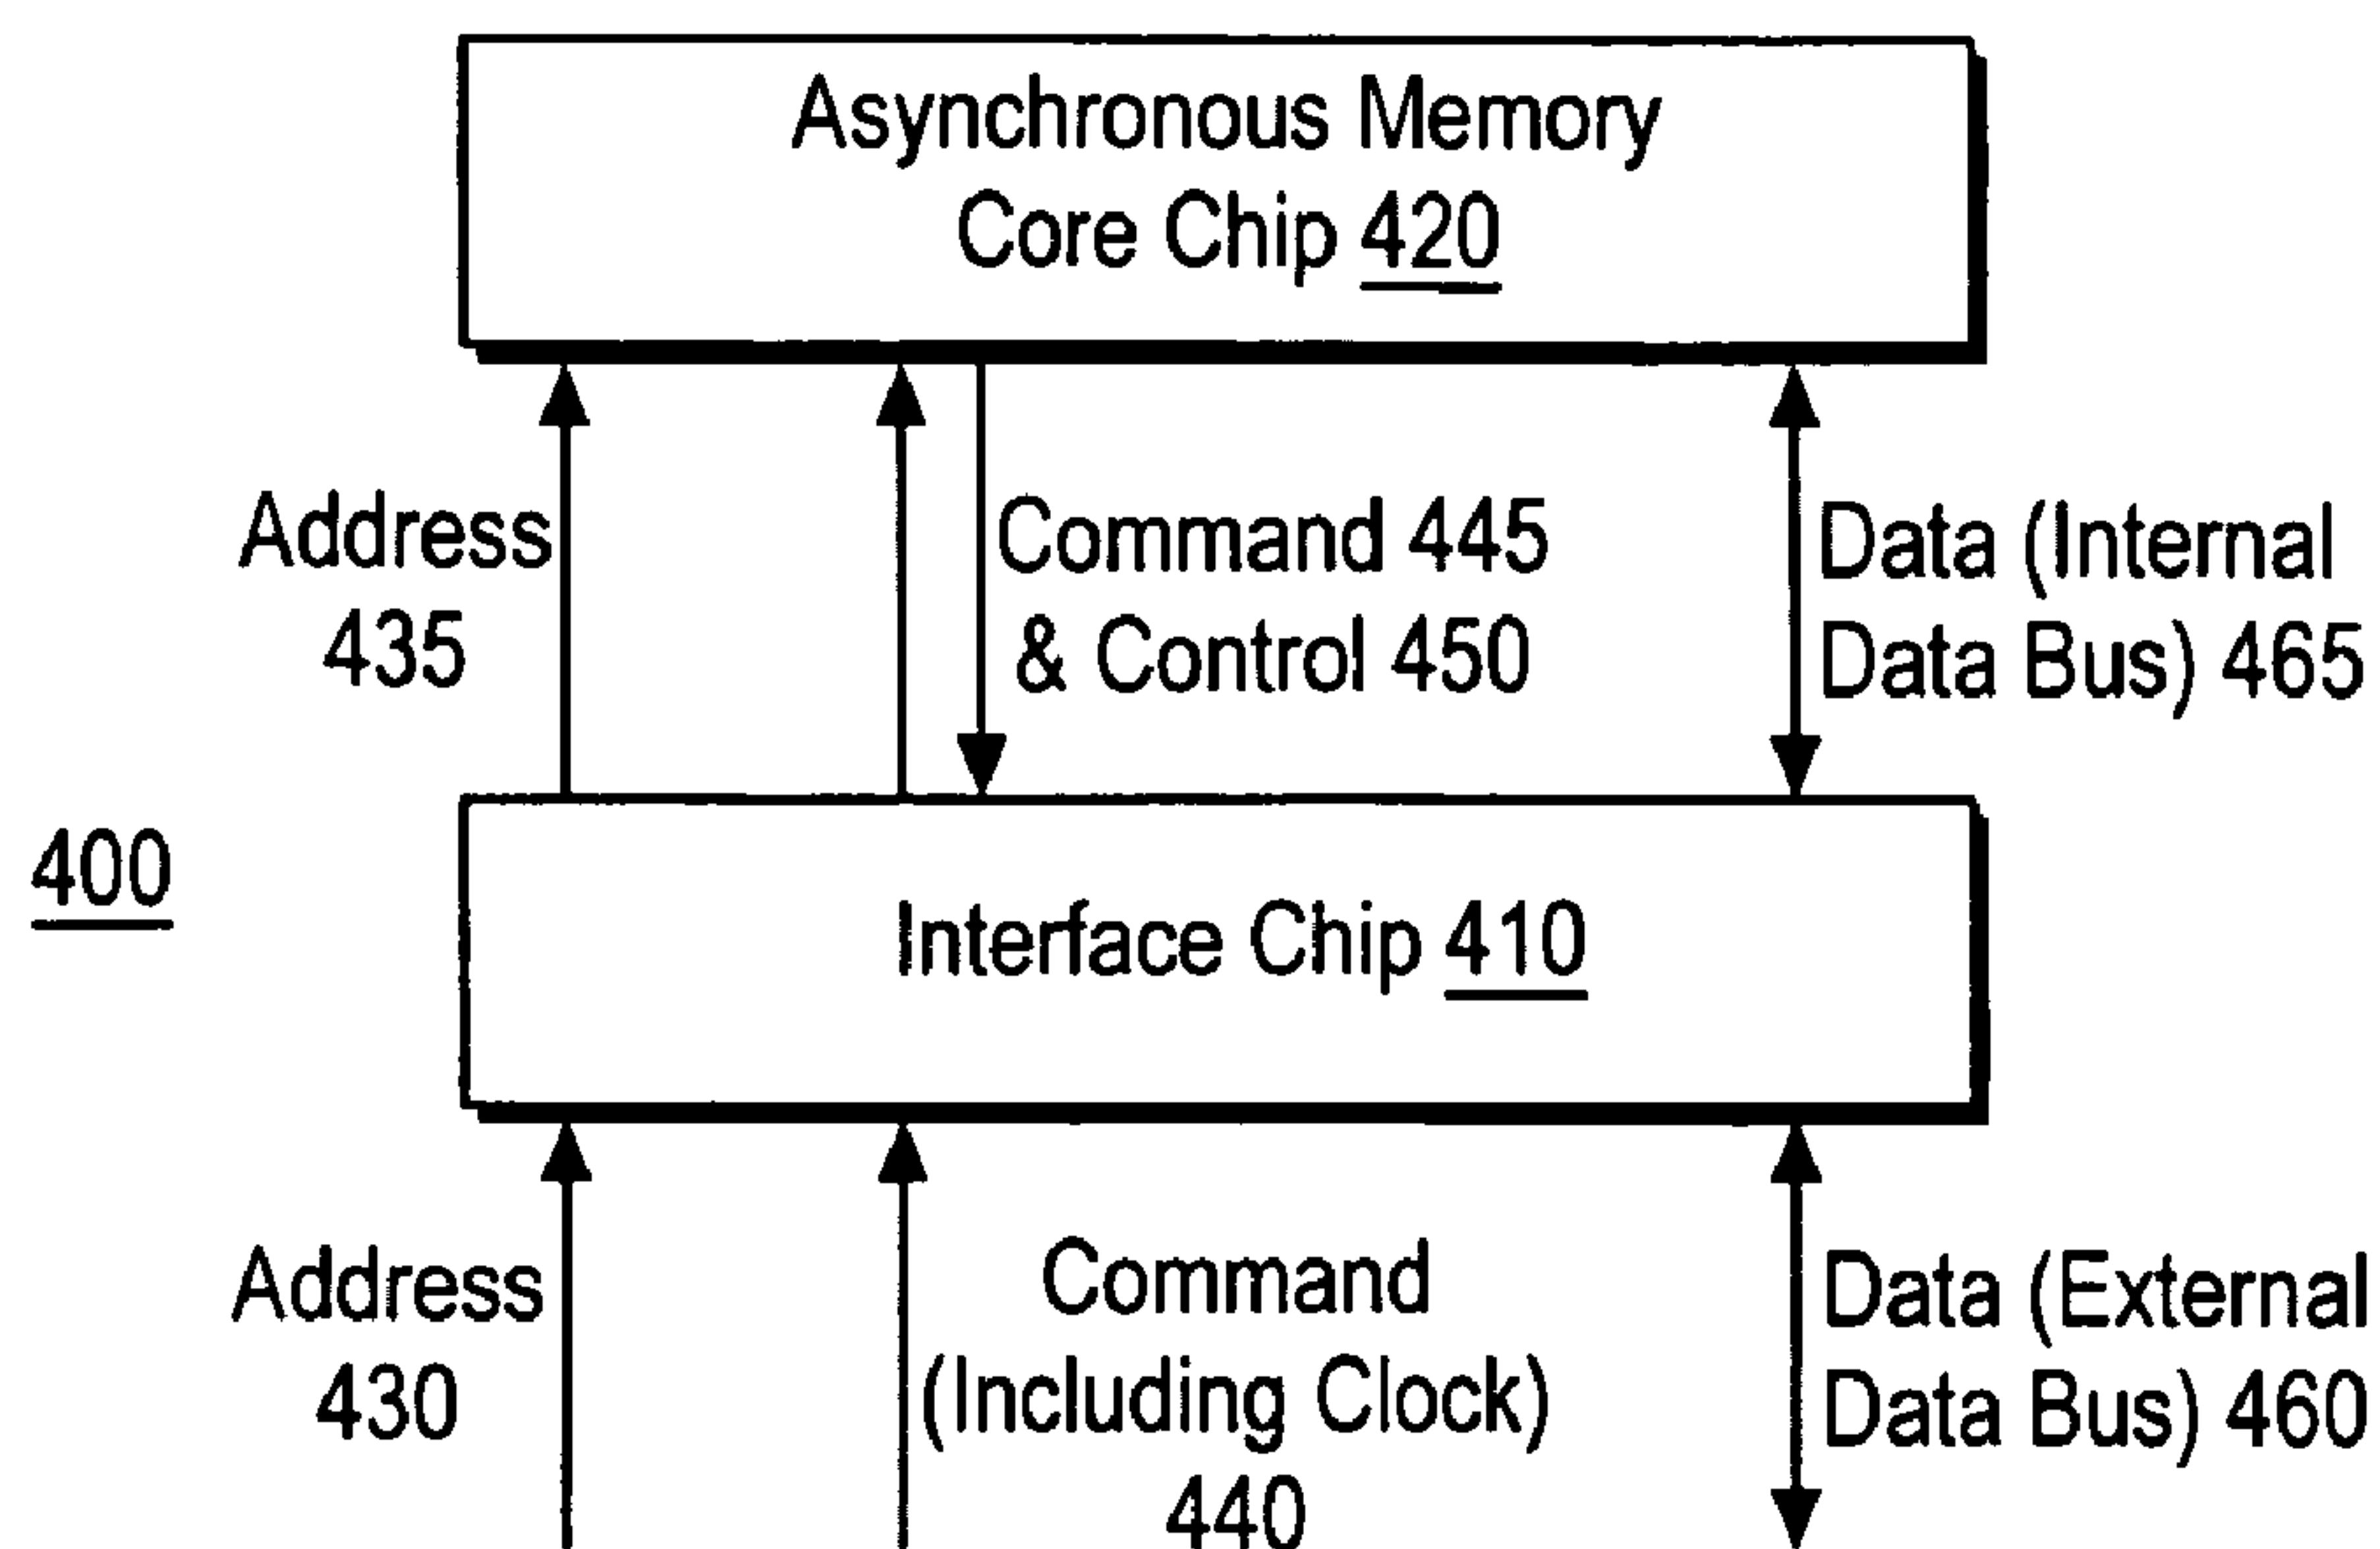 Asynchronous Memory
Core Chip 420
Address
435
Command 445
& Control 450
Data (Internal
Data Bus) 465
400
Interface Chip 410
Address
430
Command
(Including Clock)
440
Data (External
Data Bus) 460